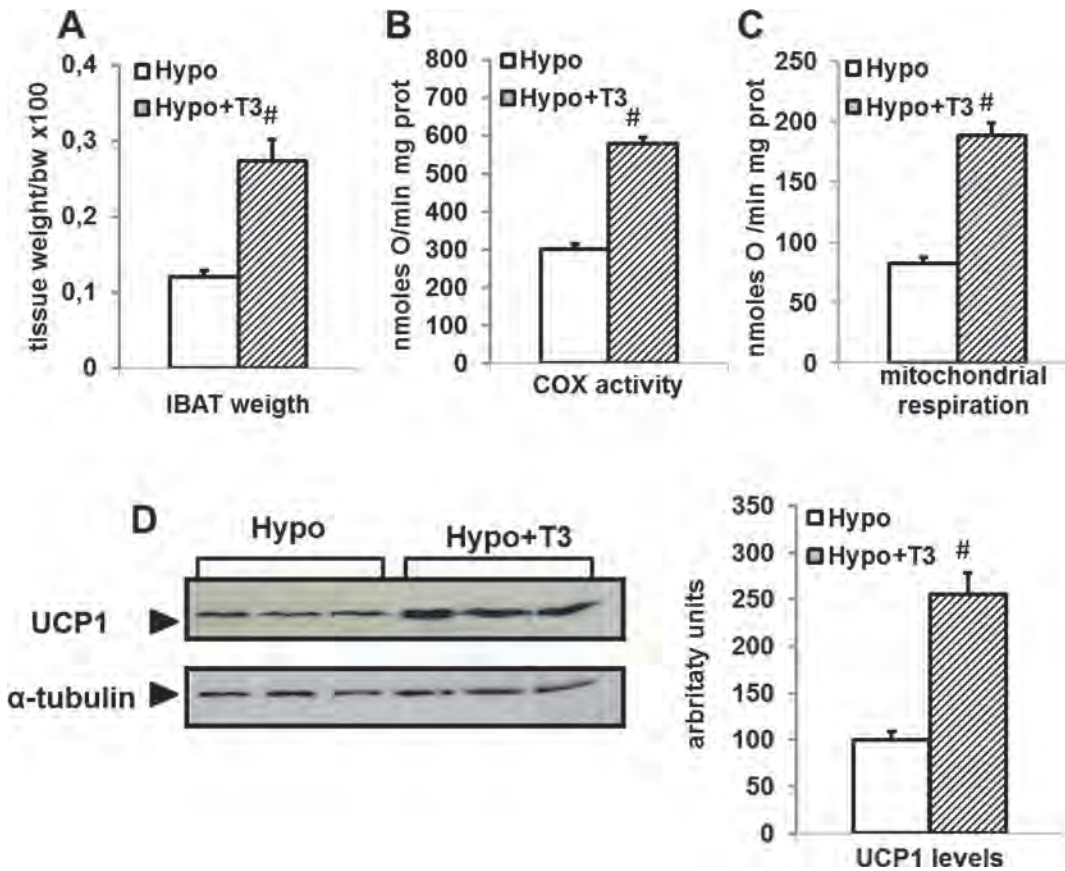 A
tissue weight/bw x100
0,4
0,3
0,2
0,1
0
Hypo
Hypo+T3
#
IBAT weigth
B
nmoles O/min mg prot
800
700
600
500
400
300
200
100
0
Hypo
Hypo+T3
#
COX activity
C
nmoles O /min mg prot
250
200
150
100
50
0
Hypo
Hypo+T3
#
mitochondrial
respiration
D
Hypo
Hypo+T3
UCP1
α-tubulin
arbritaty units
350
300
250
200
150
100
50
0
Hypo
Hypo+T3
#
UCP1 levels